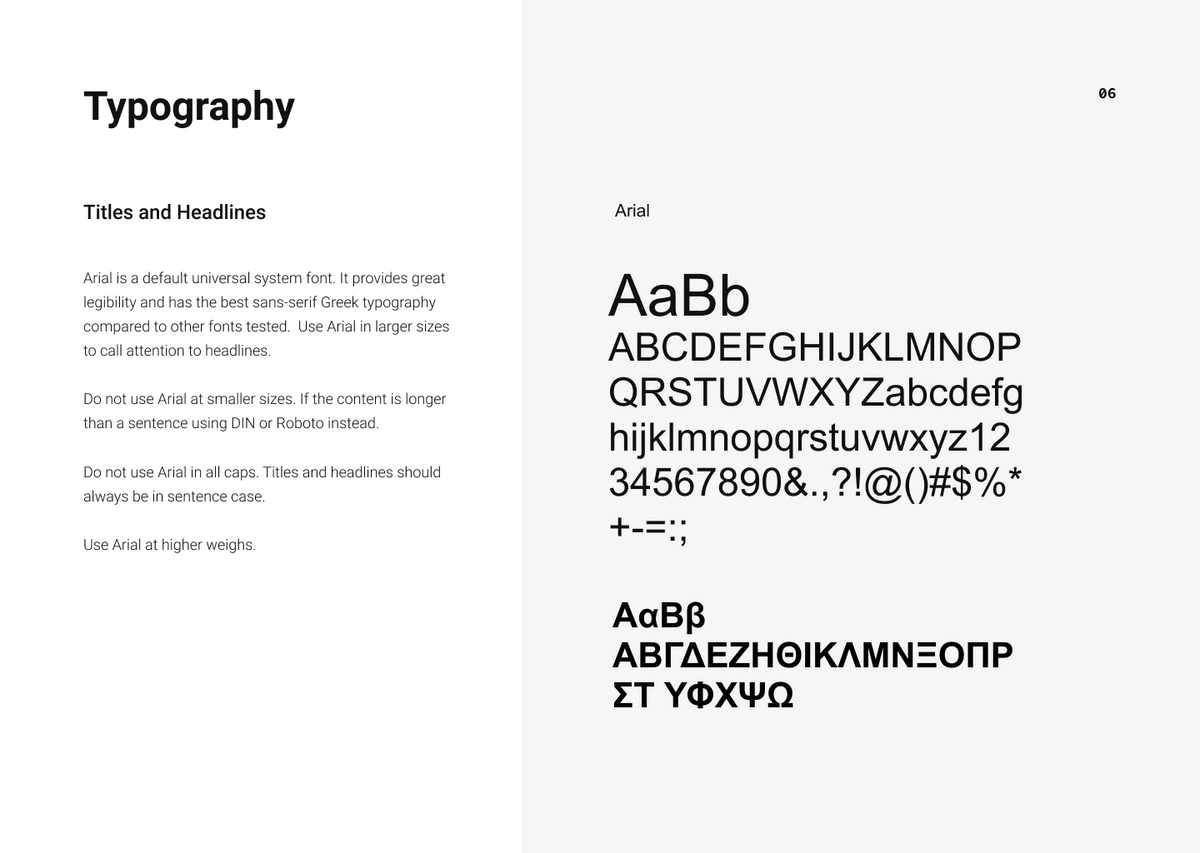 Typography
06
Titles and Headlines
Arial is a default universal system font. It provides great
legibility and has the best sans-serif Greek typography
compared to other fonts tested.  Use Arial in larger sizes
to call attention to headlines.
Do not use Arial at smaller sizes. If the content is longer
than a sentence using DIN or Roboto instead.
Do not use Arial in all caps. Titles and headlines should
always be in sentence case.
Use Arial at higher weighs.
Arial
AaBb
ABCDEFGHIJKLMNOP
QRSTUVWXYZabcdefg
hijklmnopqrstuvwxyz12
34567890&.,?!@()#$%*
+-=:;
ΑαΒβ
ΑΒΓΔΕΖΗΘΙΚΛΜΝΞΟΠΡ
ΣΤ ΥΦΧΨΩ